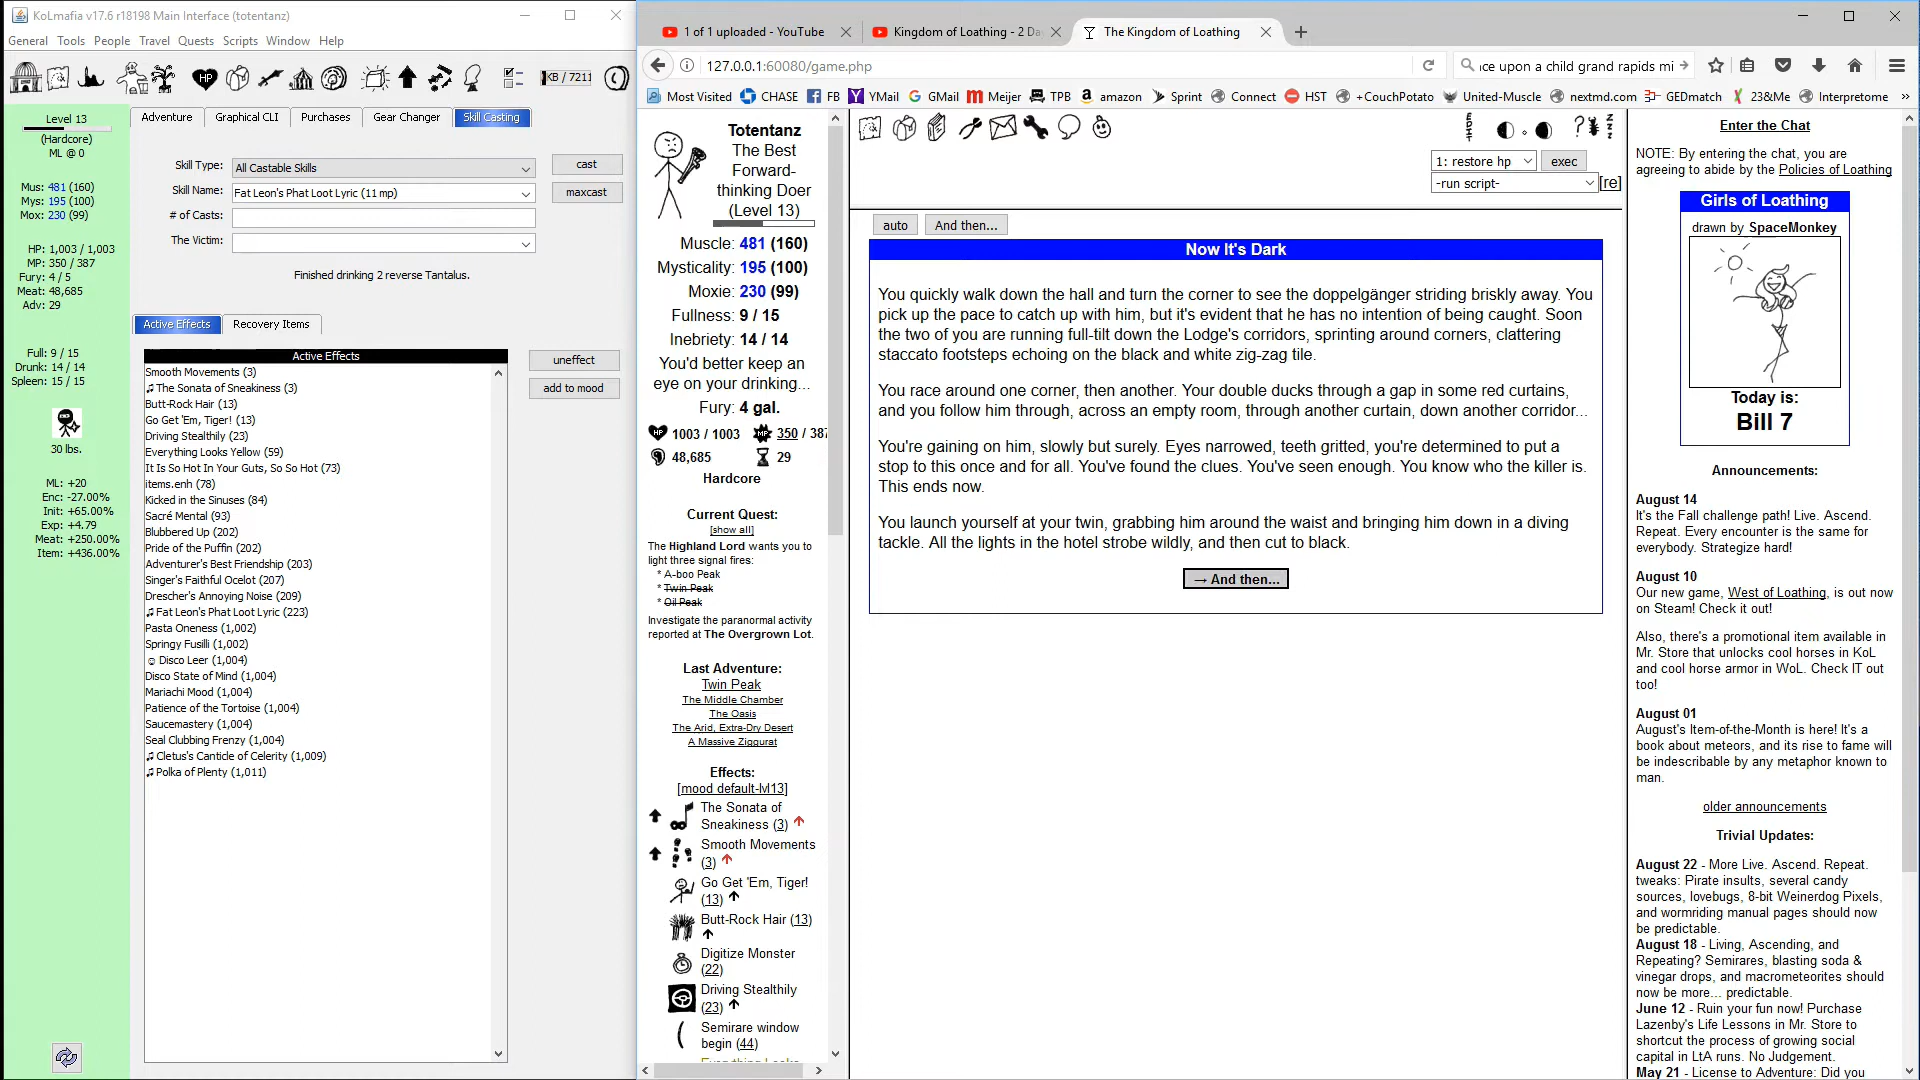 KoLmafia v17.6 r18198 Main Interface (totentanz)
General Tools People Travel Quests Scripts Window Help
HP
KB / 7211
Level 13
(Hardcore)
ML @ 0
Mus: 481 (160)
Mys: 195 (100)
Mox: 230 (99)
HP: 1,003 / 1,003
MP: 350 / 387
Fury: 4 / 5
Meat: 48,685
Adv: 29
Full: 9 / 15
Drunk: 14 / 14
Spleen: 15 / 15
30 lbs.
ML: +20
Enc: -27.00%
Init: +65.00%
Exp: +4.79
Meat: +250.00%
Item: +436.00%
Adventure Graphical CLI Purchases Gear Changer Skill Casting
Skill Type: All Castable Skills cast
Skill Name: Fat Leon's Phat Loot Lyric (11 mp) maxcast
# of Casts:
The Victim:
Finished drinking 2 reverse Tantalus.
Active Effects Recovery Items
Active Effects
uneffect
add to mood
Smooth Movements (3)
♫ The Sonata of Sneakiness (3)
Butt-Rock Hair (13)
Go Get 'Em, Tiger! (13)
Driving Stealthily (23)
Everything Looks Yellow (59)
It Is So Hot In Your Guts, So So Hot (73)
items.enh (78)
Kicked in the Sinuses (84)
Sacré Mental (93)
Blubbered Up (202)
Pride of the Puffin (202)
Adventurer's Best Friendship (203)
Singer's Faithful Ocelot (207)
Drescher's Annoying Noise (209)
♫ Fat Leon's Phat Loot Lyric (223)
Pasta Oneness (1,002)
Springy Fusilli (1,002)
☺ Disco Leer (1,004)
Disco State of Mind (1,004)
Mariachi Mood (1,004)
Patience of the Tortoise (1,004)
Saucemastery (1,004)
Seal Clubbing Frenzy (1,004)
♫ Cletus's Canticle of Celerity (1,009)
♫ Polka of Plenty (1,011)
1 of 1 uploaded - YouTube
Kingdom of Loathing - 2 Da
The Kingdom of Loathing
127.0.0.1:60080/game.php
ice upon a child grand rapids mi
Most Visited CHASE FB YMail GMail Meijer TPB amazon Sprint Connect HST +CouchPotato United-Muscle nextmd.com GEDmatch 23&Me Interpretome »
Totentanz
The Best
Forward-
thinking Doer
(Level 13)
Muscle: 481 (160)
Mysticality: 195 (100)
Moxie: 230 (99)
Fullness: 9 / 15
Inebriety: 14 / 14
You'd better keep an
eye on your drinking...
Fury: 4 gal.
HP 1003 / 1003 MP 350 / 387
48,685 29
Hardcore
Current Quest:
[show all]
The Highland Lord wants you to
light three signal fires:
* A-boo Peak
* Twin Peak
* Oil Peak
Investigate the paranormal activity
reported at The Overgrown Lot.
Last Adventure:
Twin Peak
The Middle Chamber
The Oasis
The Arid, Extra-Dry Desert
A Massive Ziggurat
Effects:
[mood default-lvl13]
The Sonata of
Sneakiness (3)
Smooth Movements
(3)
Go Get 'Em, Tiger!
(13)
Butt-Rock Hair (13)
Digitize Monster
(22)
Driving Stealthily
(23)
Semirare window
begin (44)
Everything Looks
1: restore hp exec
-run script- [re]
auto And then...
Now It's Dark
You quickly walk down the hall and turn the corner to see the doppelgänger striding briskly away. You
pick up the pace to catch up with him, but it's evident that he has no intention of being caught. Soon
the two of you are running full-tilt down the Lodge's corridors, sprinting around corners, clattering
staccato footsteps echoing on the black and white zig-zag tile.
You race around one corner, then another. Your double ducks through a gap in some red curtains,
and you follow him through, across an empty room, through another curtain, down another corridor...
You're gaining on him, slowly but surely. Eyes narrowed, teeth gritted, you're determined to put a
stop to this once and for all. You've found the clues. You've seen enough. You know who the killer is.
This ends now.
You launch yourself at your twin, grabbing him around the waist and bringing him down in a diving
tackle. All the lights in the hotel strobe wildly, and then cut to black.
→ And then...
Enter the Chat
NOTE: By entering the chat, you are
agreeing to abide by the Policies of Loathing
Girls of Loathing
drawn by SpaceMonkey
Today is:
Bill 7
Announcements:
August 14
It's the Fall challenge path! Live. Ascend.
Repeat. Every encounter is the same for
everybody. Strategize hard!
August 10
Our new game, West of Loathing, is out now
on Steam! Check it out!
Also, there's a promotional item available in
Mr. Store that unlocks cool horses in KoL
and cool horse armor in WoL. Check IT out
too!
August 01
August's Item-of-the-Month is here! It's a
book about meteors, and its rise to fame will
be indescribable by any metaphor known to
man.
older announcements
Trivial Updates:
August 22 - More Live. Ascend. Repeat.
tweaks: Pirate insults, several candy
sources, lovebugs, 8-bit Weinerdog Pixels,
and wormriding manual pages should now
be predictable.
August 18 - Living, Ascending, and
Repeating? Semirares, blasting soda &
vinegar drops, and macrometeorites should
now be more... predictable.
June 12 - Ruin your fun now! Purchase
Lazenby's Life Lessons in Mr. Store to
shortcut the process of growing social
capital in LtA runs. No Judgement.
May 21 - License to Adventure: Did you